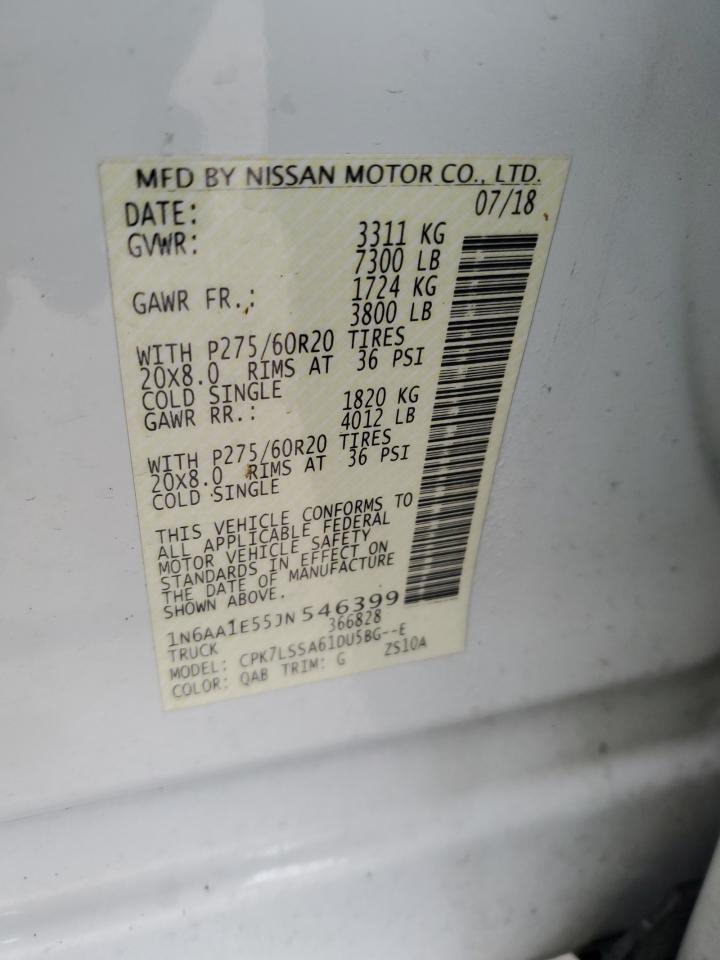 MFD BY NISSAN MOTOR CO., LTD.
DATE: 07/18
GVWR: 3311 KG
7300 LB
GAWR FR.: 1724 KG
3800 LB
WITH P275/60R20 TIRES
20X8.0 RIMS AT 36 PSI
COLD SINGLE
GAWR RR.: 1820 KG
4012 LB
WITH P275/60R20 TIRES
20X8.0 RIMS AT 36 PSI
COLD SINGLE
THIS VEHICLE CONFORMS TO
ALL APPLICABLE FEDERAL
MOTOR VEHICLE SAFETY
STANDARDS IN EFFECT ON
THE DATE OF MANUFACTURE
SHOWN ABOVE.
1N6AA1E55JN546399
TRUCK 366828
MODEL: CPK7LSSA61DU5BG--E
COLOR: QAB TRIM: G ZS10A